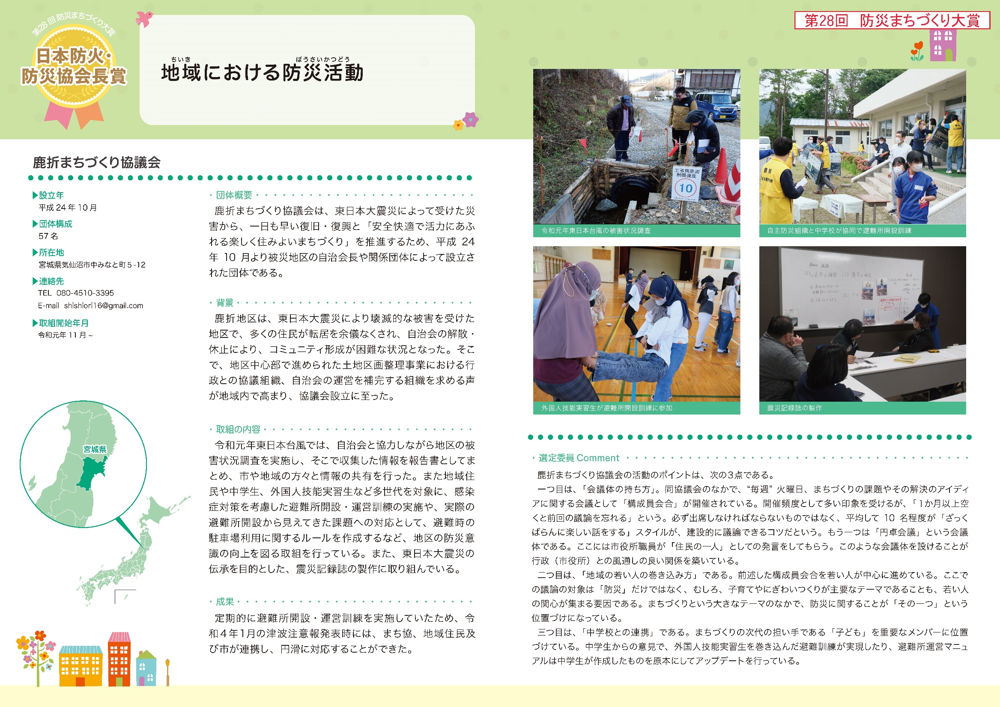 第28回 防災まちづくり大賞
日本防火・
防災協会長賞
ちいき ぼうさいかつどう
地域における防災活動
鹿折まちづくり協議会
▶設立年
平成 24 年 10 月
▶団体構成
57 名
▶所在地
宮城県気仙沼市中みなと町 5 -12
▶連絡先
TEL 080-4510-3395
E-mail shishiori16@gmail.com
▶取組開始年月
令和元年 11 月 ~
宮城県
・団体概要
鹿折まちづくり協議会は、東日本大震災によって受けた災
害から、一日も早い復旧・復興と「安全快適で活力にあふ
れる楽しく住みよいまちづくり」を推進するため、平成 24
年 10 月より被災地区の自治会長や関係団体によって設立さ
れた団体である。
・背景
鹿折地区は、東日本大震災により壊滅的な被害を受けた
地区で、多くの住民が転居を余儀なくされ、自治会の解散・
休止により、コミュニティ形成が困難な状況となった。そこ
で、地区中心部で進められた土地区画整理事業における行
政との協議組織、自治会の運営を補完する組織を求める声
が地域内で高まり、協議会設立に至った。
・取組の内容
令和元年東日本台風では、自治会と協力しながら地区の被
害状況調査を実施し、そこで収集した情報を報告書としてま
とめ、市や地域の方々と情報の共有を行った。また地域住
民や中学生、外国人技能実習生など多世代を対象に、感染
症対策を考慮した避難所開設・運営訓練の実施や、実際の
避難所開設から見えてきた課題への対応として、避難時の
駐車場利用に関するルールを作成するなど、地区の防災意
識の向上を図る取組を行っている。また、東日本大震災の
伝承を目的とした、震災記録誌の製作に取り組んでいる。
・成果
定期的に避難所開設・運営訓練を実施していたため、令
和４年１月の津波注意報発表時には、まち協、地域住民及
び市が連携し、円滑に対応することができた。
第28回 防災まちづくり大賞
工事用車両
制限速度
10
令和元年東日本台風の被害状況調査
自主防災組織と中学校が協同で避難所開設訓練
外国人技能実習生が避難所開設訓練に参加
震災記録誌の製作
・選定委員 Comment
鹿折まちづくり協議会の活動のポイントは、次の３点である。
一つ目は、「会議体の持ち方」。同協議会のなかで、“毎週” 火曜日、まちづくりの課題やその解決のアイディ
アに関する会議として「構成員会合」が開催されている。開催頻度として多い印象を受けるが、「１か月以上空
くと前回の議論を忘れる」という。必ず出席しなければならないものではなく、平均して 10 名程度が「ざっく
ばらんに楽しい話をする」スタイルが、建設的に議論できるコツだという。もう一つは「円卓会議」という会議
体である。ここには市役所職員が「住民の一人」としての発言をしてもらう。このような会議体を設けることが
行政（市役所）との風通しの良い関係を築いている。
二つ目は、「地域の若い人の巻き込み方」である。前述した構成員会合を若い人が中心に進めている。ここで
の議論の対象は「防災」だけではなく、むしろ、子育てやにぎわいつくりが主要なテーマであることも、若い人
の関心が集まる要因である。まちづくりという大きなテーマのなかで、防災に関することが「その一つ」という
位置づけになっている。
三つ目は、「中学校との連携」である。まちづくりの次代の担い手である「子ども」を重要なメンバーに位置
づけている。中学生からの意見で、外国人技能実習生を巻き込んだ避難訓練が実現したり、避難所運営マニュ
アルは中学生が作成したものを原本にしてアップデートを行っている。